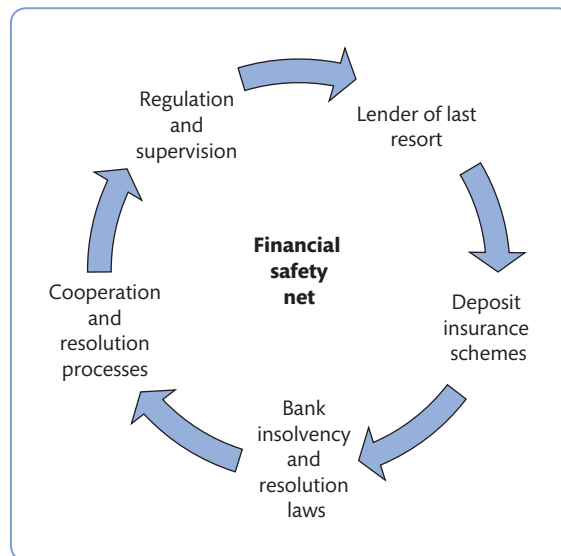 Regulation
and
supervision
Lender of last
resort
Financial
safety
net
Deposit
insurance
schemes
Bank
insolvency
and
resolution
laws
Cooperation
and
resolution
processes